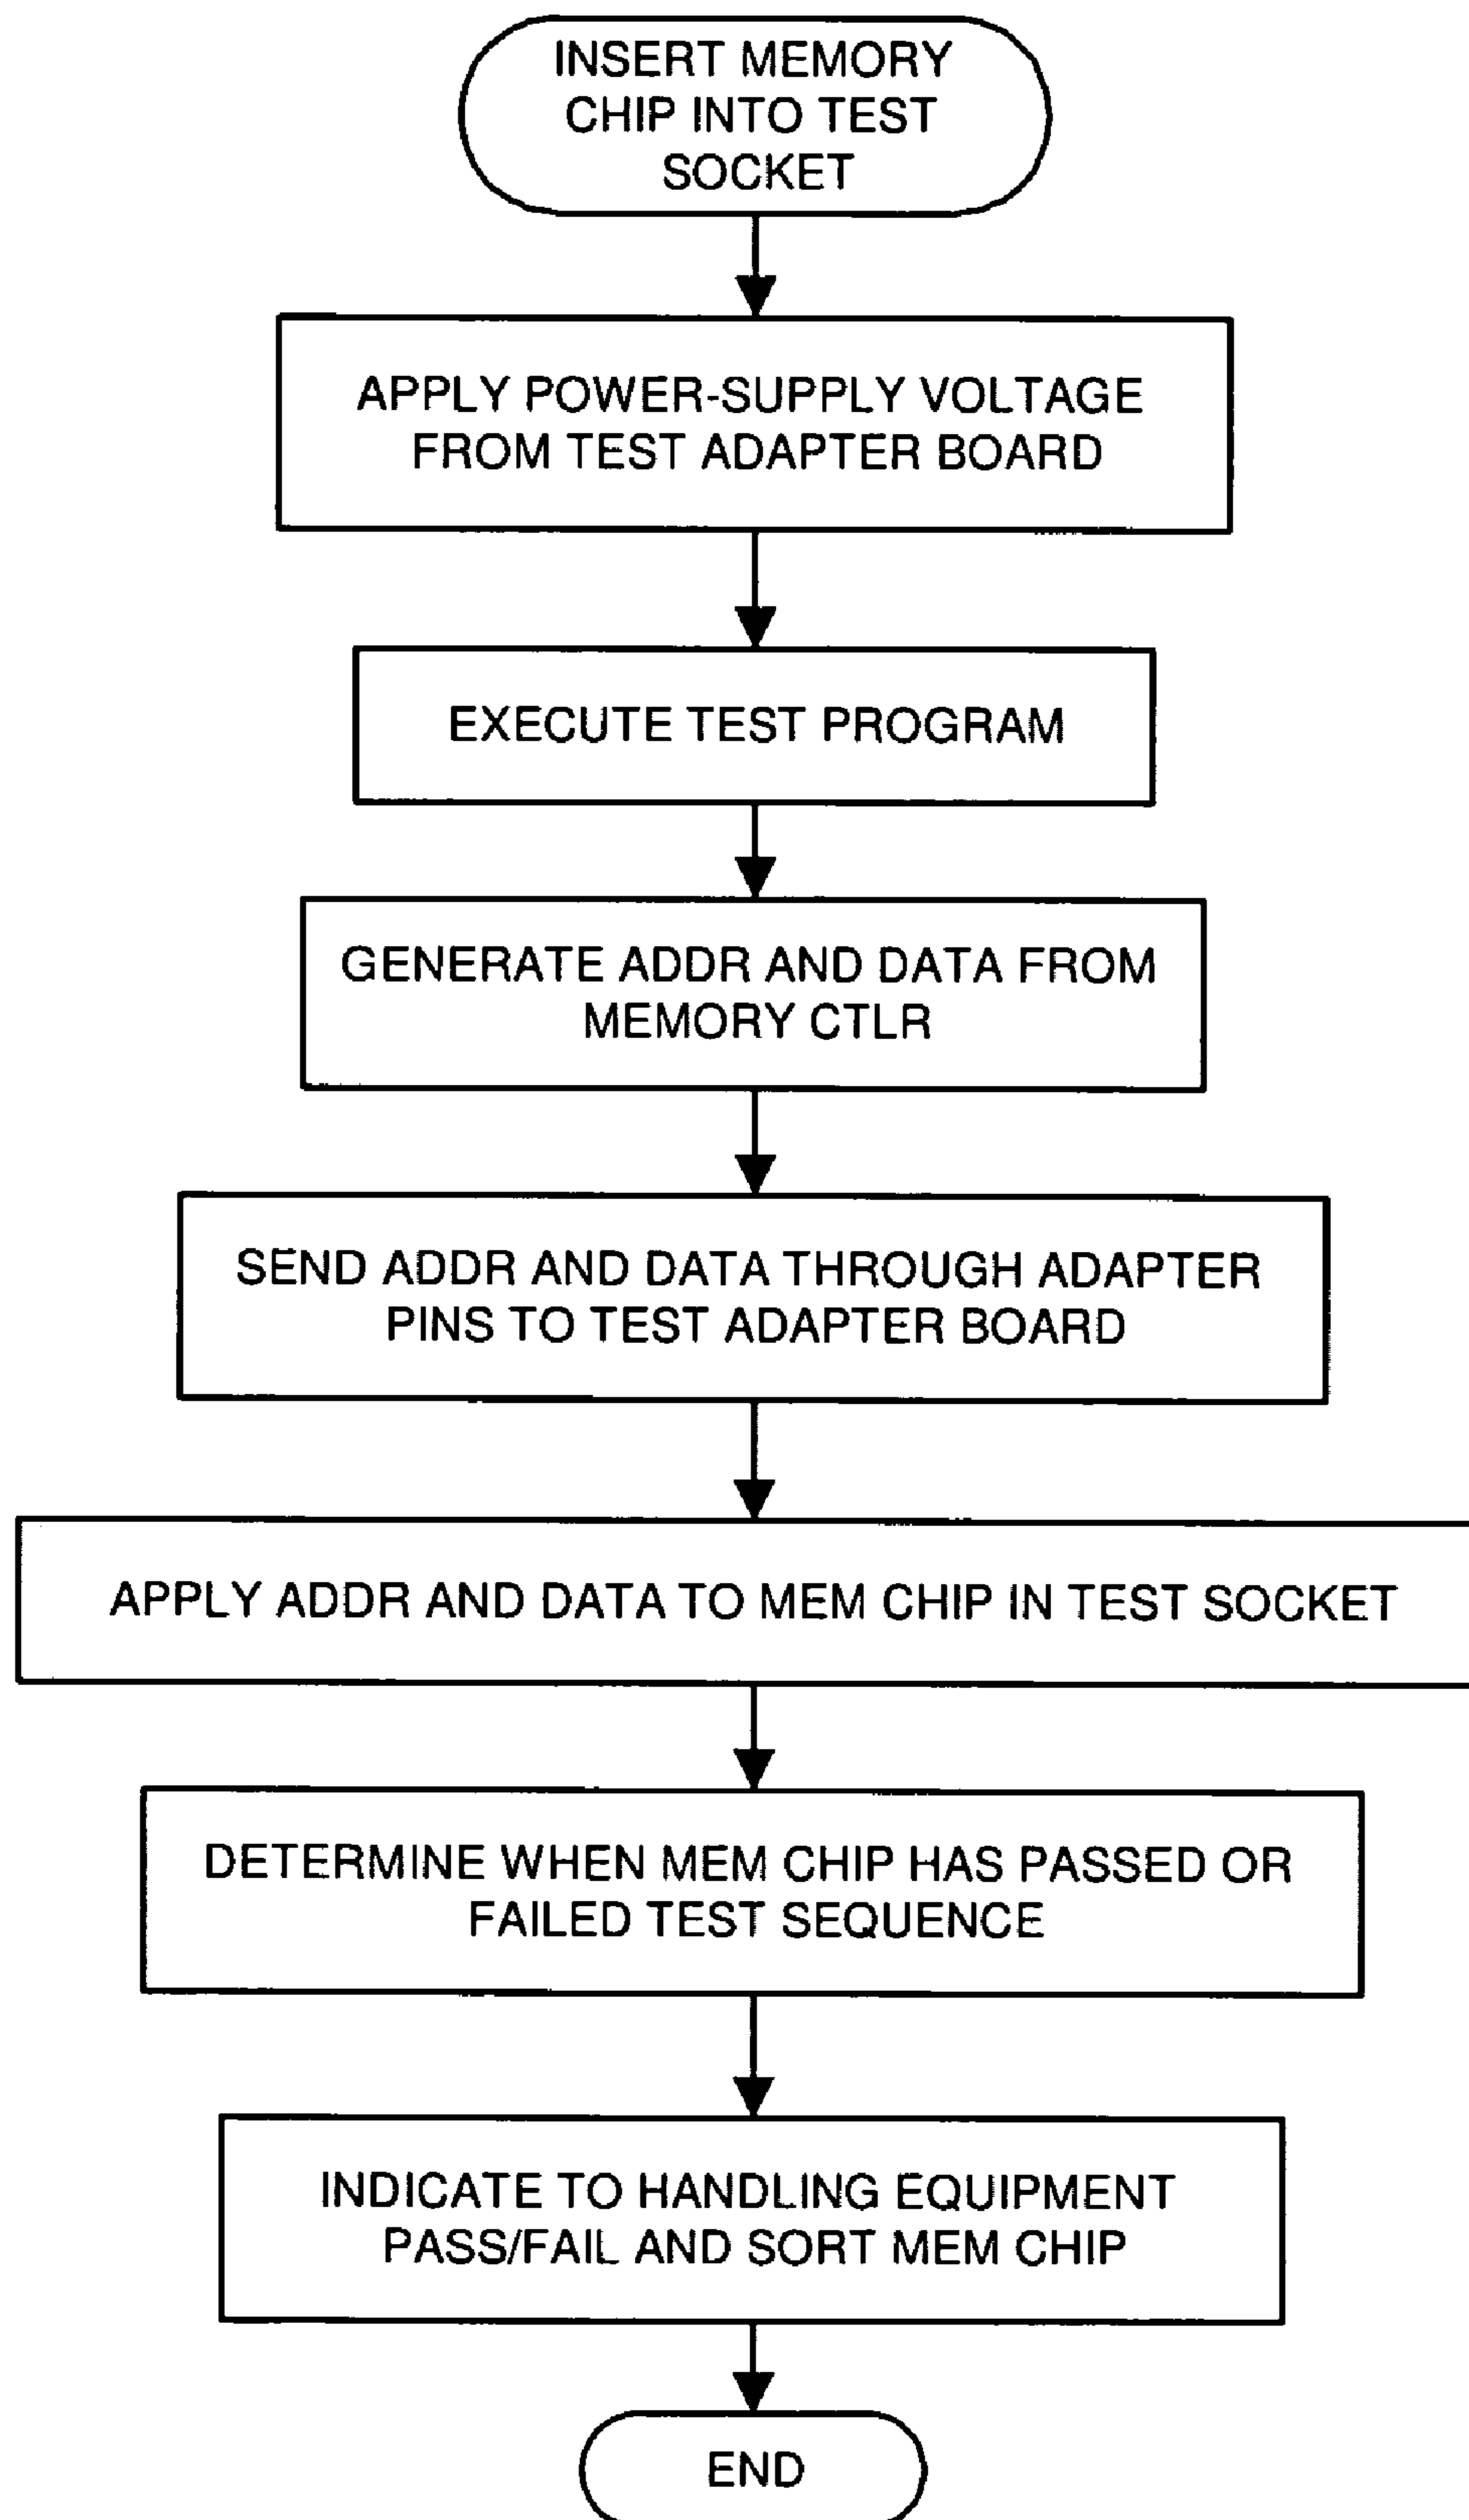 INSERT MEMORY
CHIP INTO TEST
SOCKET
APPLY POWER-SUPPLY VOLTAGE
FROM TEST ADAPTER BOARD
EXECUTE TEST PROGRAM
GENERATE ADDR AND DATA FROM
MEMORY CTLR
SEND ADDR AND DATA THROUGH ADAPTER
PINS TO TEST ADAPTER BOARD
APPLY ADDR AND DATA TO MEM CHIP IN TEST SOCKET
DETERMINE WHEN MEM CHIP HAS PASSED OR
FAILED TEST SEQUENCE
INDICATE TO HANDLING EQUIPMENT
PASS/FAIL AND SORT MEM CHIP
END